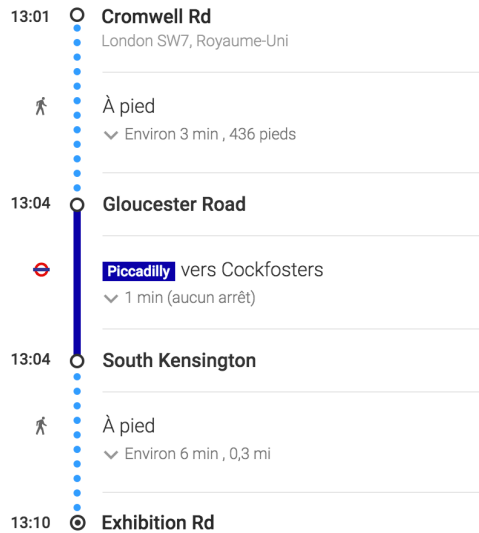 13:01 Cromwell Rd
London SW7, Royaume-Uni
À pied
Environ 3 min , 436 pieds
13:04 Gloucester Road
Piccadilly vers Cockfosters
1 min (aucun arrêt)
13:04 South Kensington
À pied
Environ 6 min , 0,3 mi
13:10 Exhibition Rd